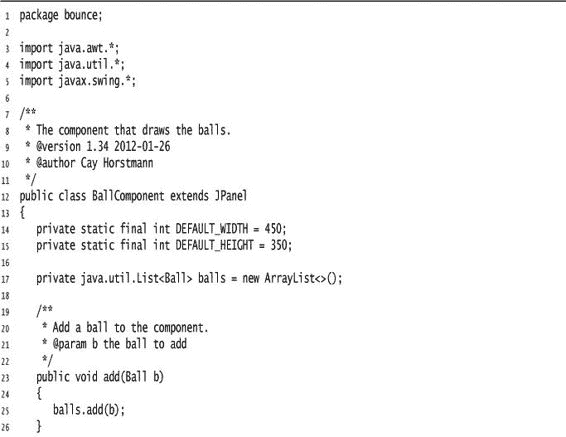 1 package bounce;
2
3 import java.awt.*;
4 import java.util.*;
5 import javax.swing.*;
6
7 /**
8  * The component that draws the balls.
9  * @version 1.34 2012-01-26
10  * @author Cay Horstmann
11  */
12 public class BallComponent extends JPanel
13 {
14    private static final int DEFAULT_WIDTH = 450;
15    private static final int DEFAULT_HEIGHT = 350;
16
17    private java.util.List<Ball> balls = new ArrayList<>();
18
19    /**
20     * Add a ball to the component.
21     * @param b the ball to add
22     */
23    public void add(Ball b)
24    {
25       balls.add(b);
26    }